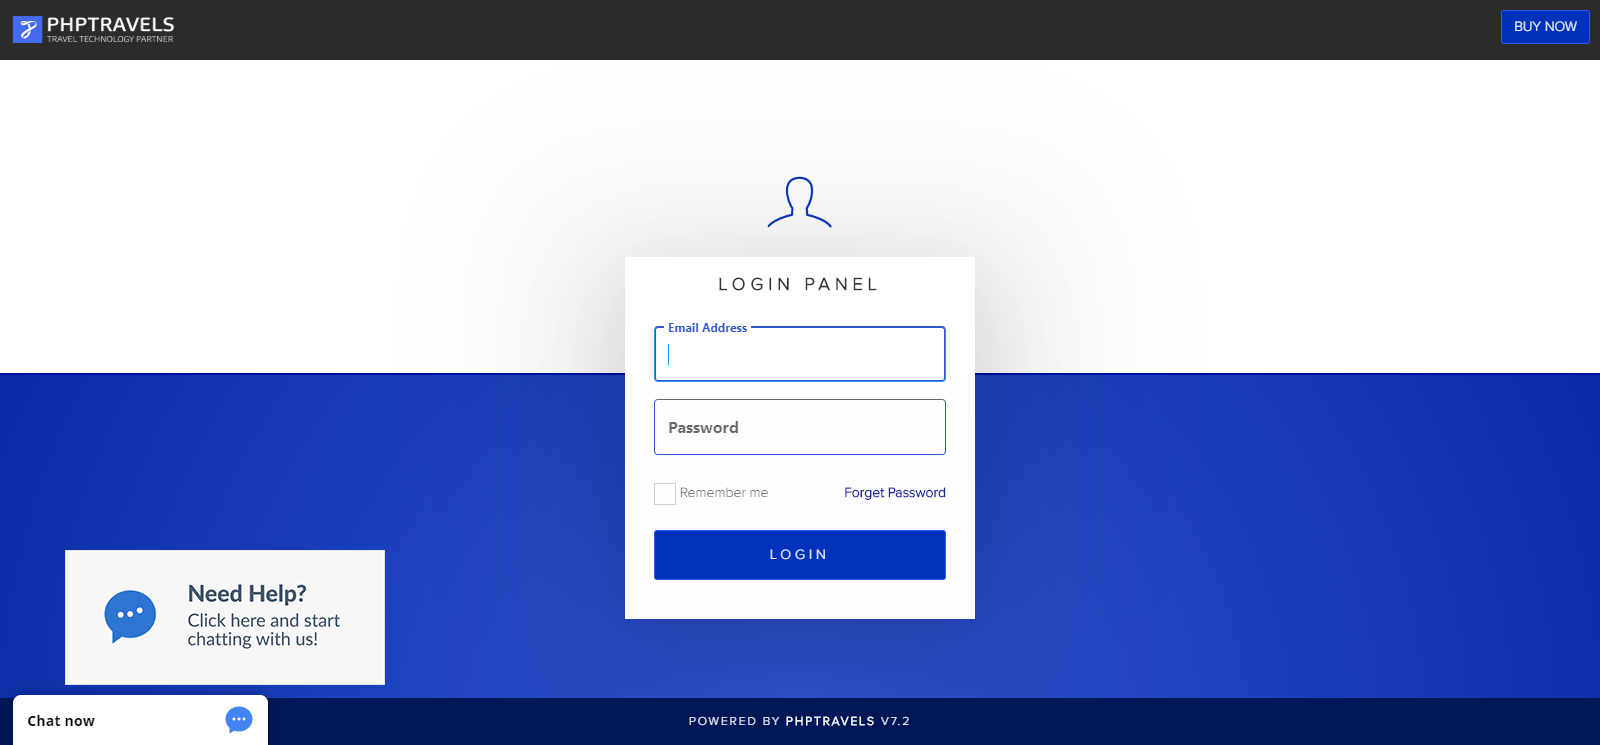 PHPTRAVELS
TRAVEL TECHNOLOGY PARTNER
BUY NOW
LOGIN PANEL
Email Address
Password
Remember me
Forget Password
LOGIN
Need Help?
Click here and start
chatting with us!
Chat now
POWERED BY PHPTRAVELS V7.2